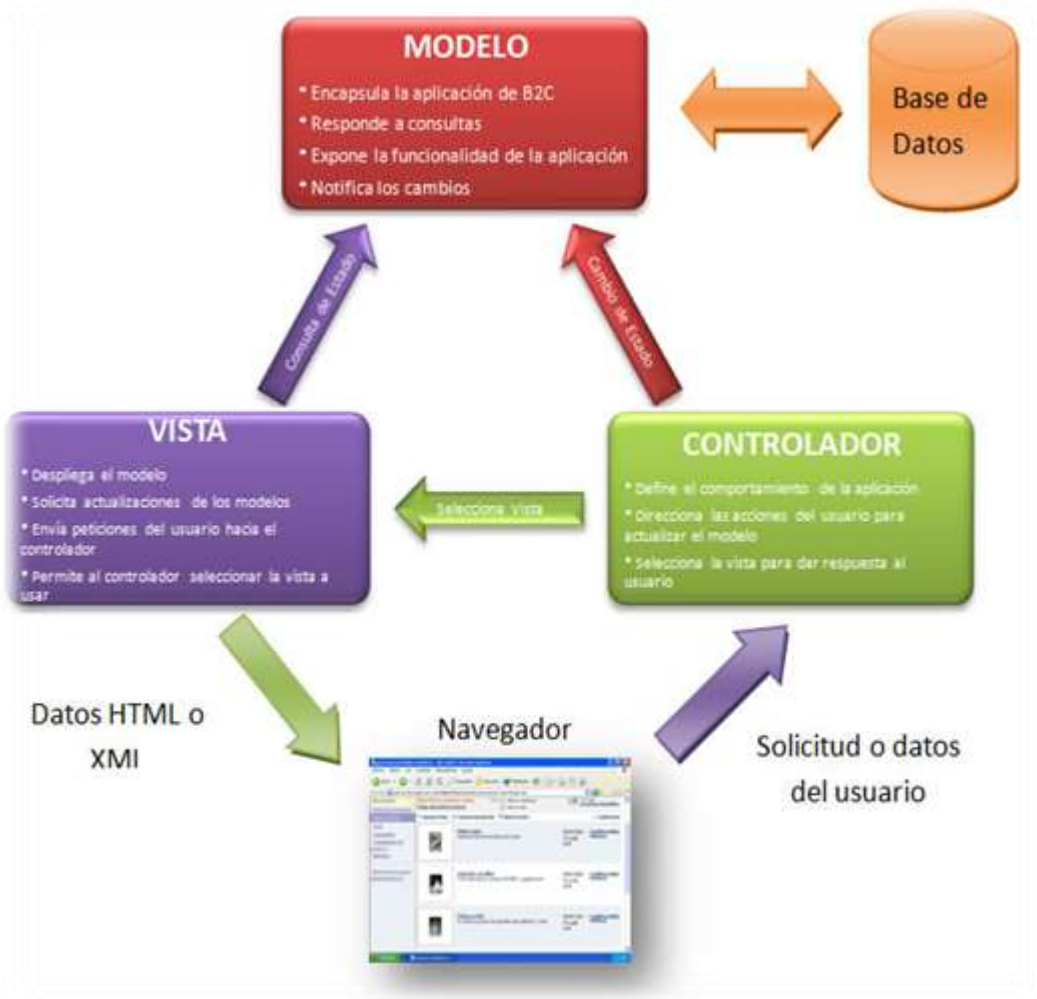 MODELO
* Encapsula la aplicación de B2C
* Responde a consultas
* Expone la funcionalidad de la aplicación
* Notifica los cambios
Base de
Datos
Consulta de Estado
Cambio de Estado
VISTA
* Despliega el modelo
* Solicita actualizaciones de los modelos
* Envía peticiones del usuario hacia el
controlador
* Permite al controlador seleccionar la vista a
usar
Selecciona Vista
CONTROLADOR
* Define el comportamiento de la aplicación
* Direcciona las acciones del usuario para
actualizar el modelo
* Selecciona la vista para dar respuesta al
usuario
Datos HTML o
XMI
Navegador
Solicitud o datos
del usuario